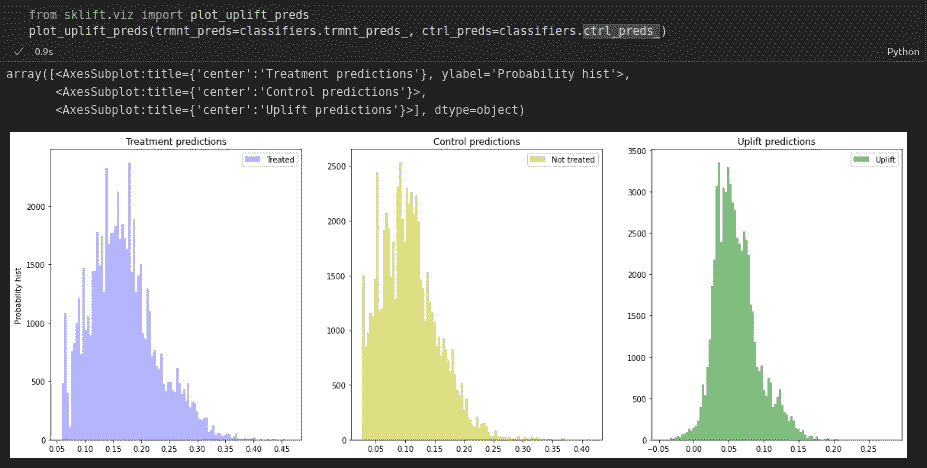 from sklift.viz import plot_uplift_preds
plot_uplift_preds(trmnt_preds=classifiers.trmnt_preds_, ctrl_preds=classifiers.ctrl_preds_)
✓ 0.9s
Python
array([<AxesSubplot:title={'center':'Treatment predictions'}, ylabel='Probability hist'>,
<AxesSubplot:title={'center':'Control predictions'}>,
<AxesSubplot:title={'center':'Uplift predictions'}>], dtype=object)
Treatment predictions
Treated
Probability hist
2000
1500
1000
500
0
0.05 0.10 0.15 0.20 0.25 0.30 0.35 0.40 0.45
Control predictions
Not treated
2500
2000
1500
1000
500
0
0.05 0.10 0.15 0.20 0.25 0.30 0.35 0.40
Uplift predictions
Uplift
3500
3000
2500
2000
1500
1000
500
0
−0.05 0.00 0.05 0.10 0.15 0.20 0.25